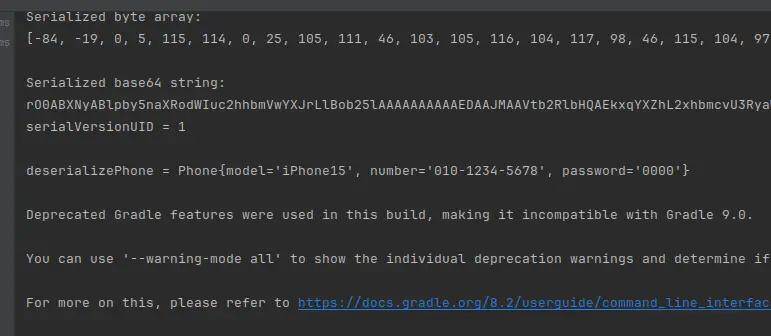 ms
ms
Serialized byte array:
[-84, -19, 0, 5, 115, 114, 0, 25, 105, 111, 46, 103, 105, 116, 104, 117, 98, 46, 115, 104, 97
Serialized base64 string:
rO0ABXNyABlpby5naXRodWIuc2hhbmVwYXJrLlBob25lAAAAAAAAAAEDAAJMAAVtb2RlbHQAEkxqYXZhL2xhbmcvU3RyaW
serialVersionUID = 1
deserializePhone = Phone{model='iPhone15', number='010-1234-5678', password='0000'}
Deprecated Gradle features were used in this build, making it incompatible with Gradle 9.0.
You can use '--warning-mode all' to show the individual deprecation warnings and determine if
For more on this, please refer to https://docs.gradle.org/8.2/userguide/command_line_interfac